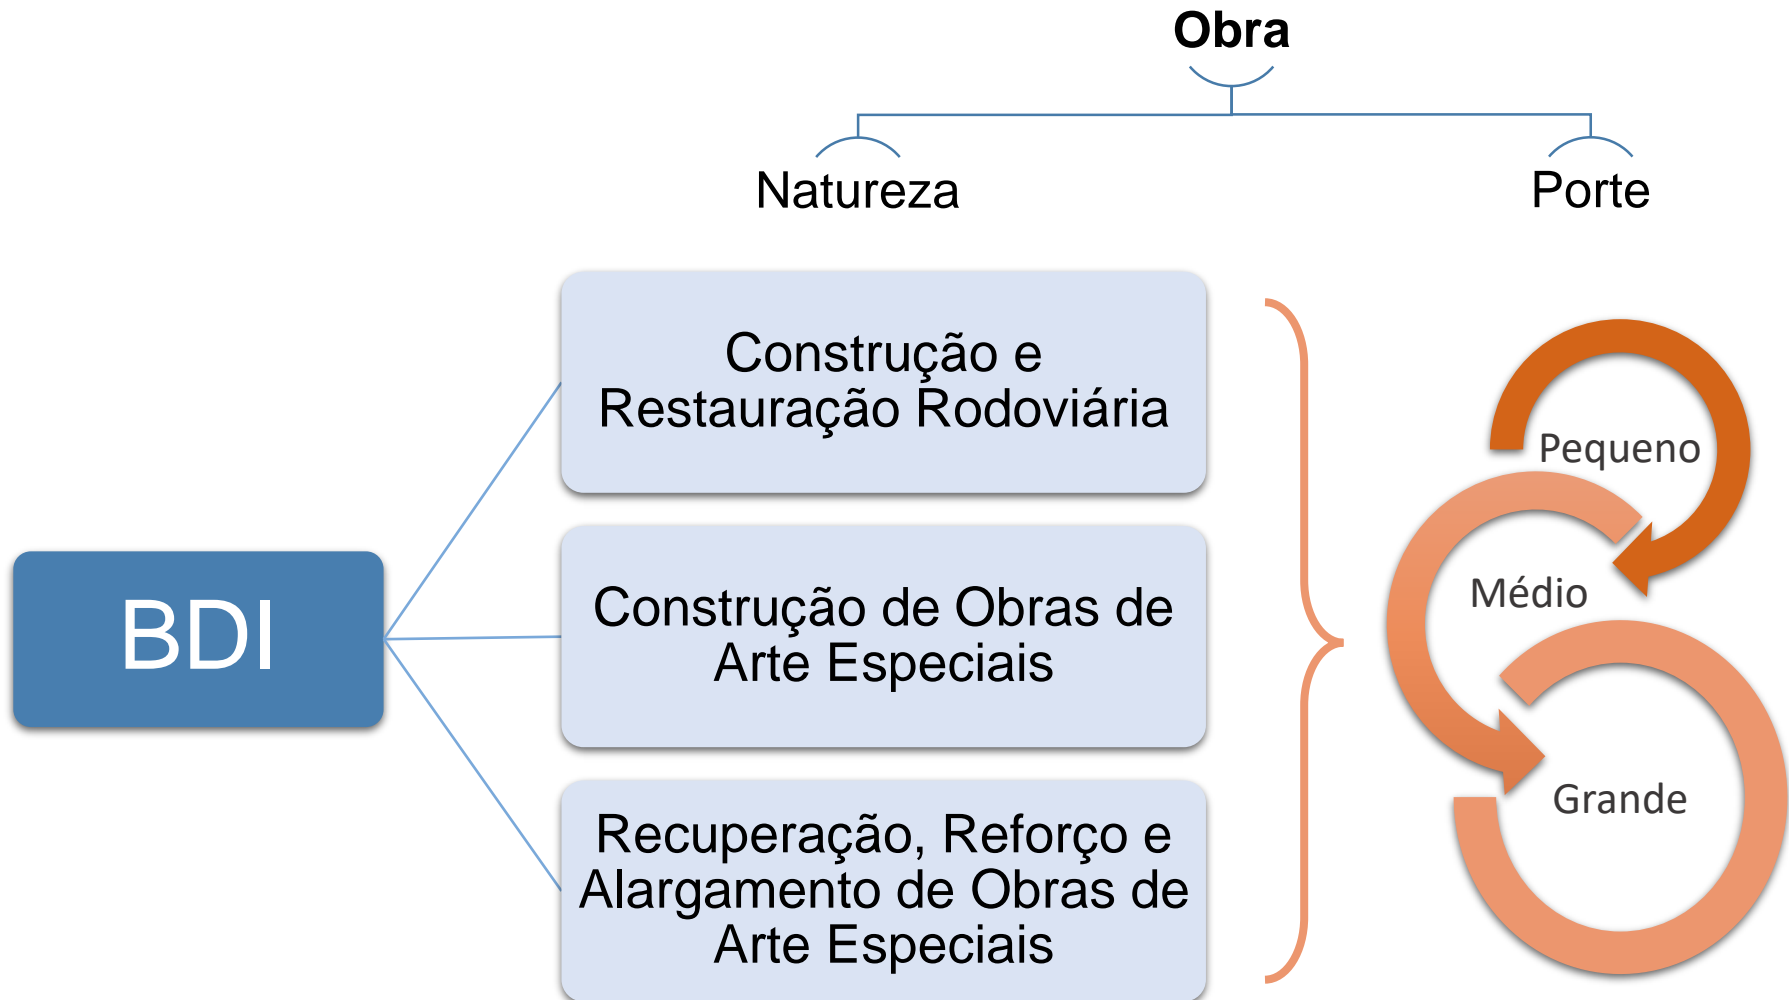 Obra
Natureza
Porte
BDI
Construção e
Restauração Rodoviária
Construção de Obras de
Arte Especiais
Recuperação, Reforço e
Alargamento de Obras de
Arte Especiais
Pequeno
Médio
Grande